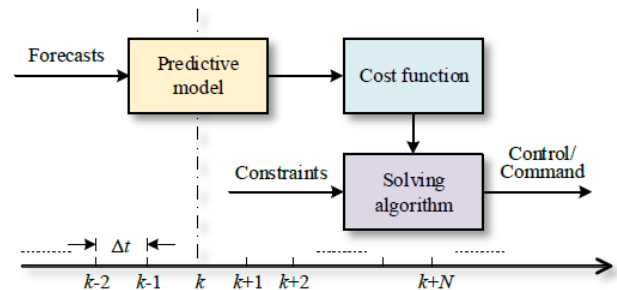 Forecasts
Predictive
model
Cost function
Constraints
Solving
algorithm
Control/
Command
Δt
k-2 k-1 k k+1 k+2 k+N